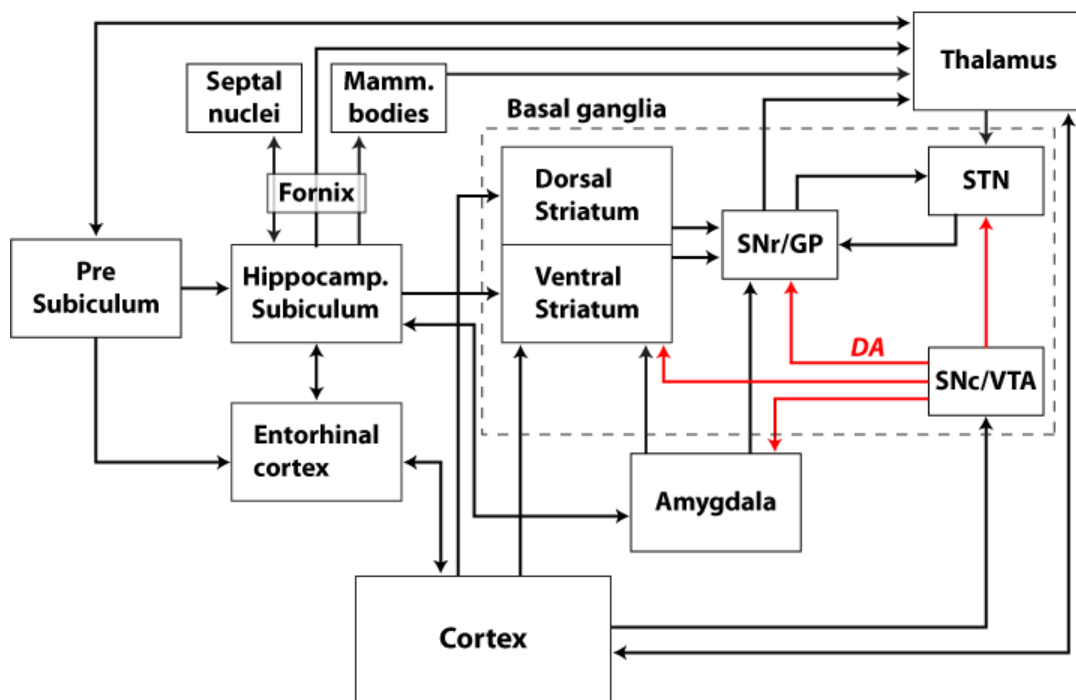 Thalamus
Septal
nuclei
Mamm.
bodies
Basal ganglia
Fornix
Dorsal
Striatum
STN
SNr/GP
Pre
Subiculum
Hippocamp.
Subiculum
Ventral
Striatum
DA
SNc/VTA
Entorhinal
cortex
Amygdala
Cortex